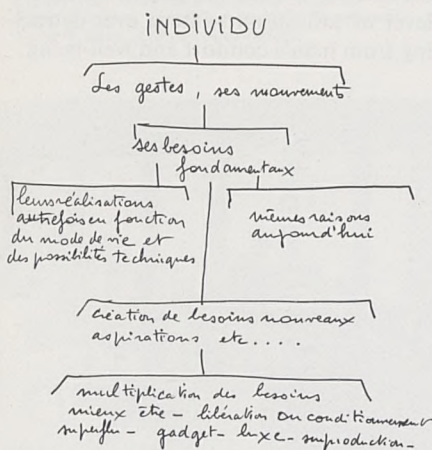 INDIVIDU
Les gestes, ses mouvements
ses besoins
fondamentaux
leurs réalisations
autrefois en fonction
du mode de vie et
des possibilités techniques
mêmes raisons
aujourd'hui
création de besoins nouveaux
aspirations etc....
multiplication des besoins
mieux être - libération ou conditionnement
superflu - gadget - luxe - surproduction -